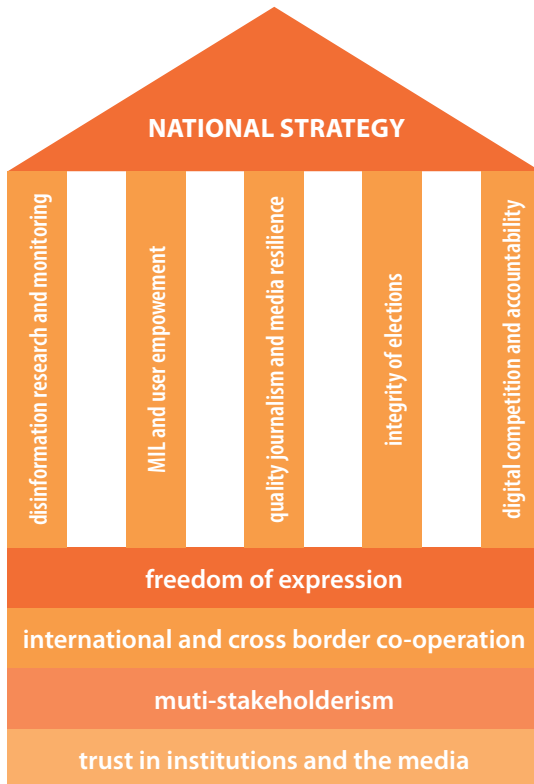 NATIONAL STRATEGY
disinformation research and monitoring
MIL and user empowement
quality journalism and media resilience
integrity of elections
digital competition and accountability
freedom of expression
international and cross border co-operation
muti-stakeholderism
trust in institutions and the media